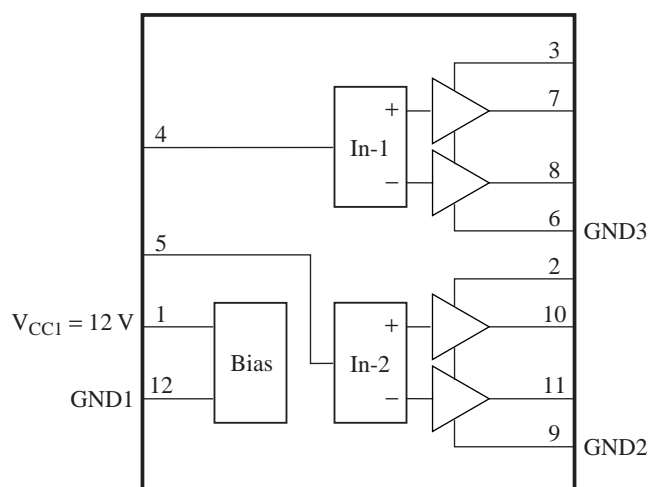 3
7
4
+
In-1
−
8
6
GND3
5
2
V_CC1 = 12 V
1
10
+
Bias
In-2
GND1
12
−
11
9
GND2